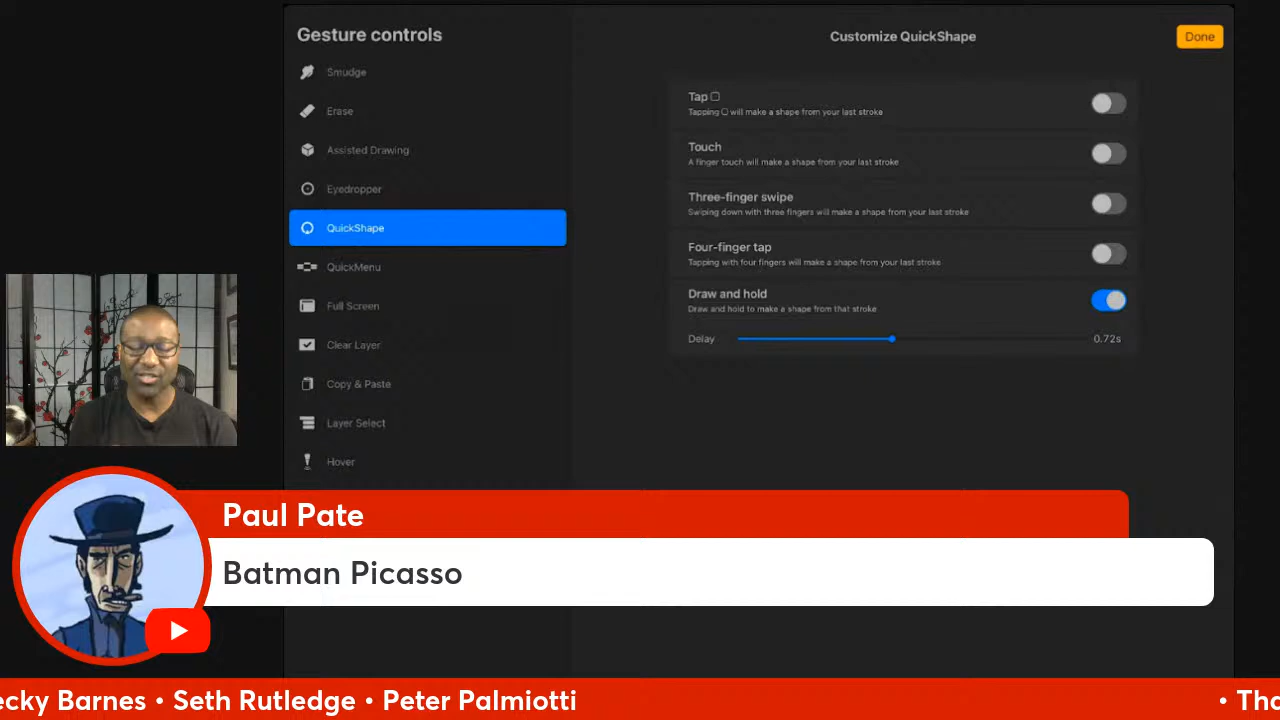 Gesture controls
Smudge
Erase
Assisted Drawing
Eyedropper
QuickShape
QuickMenu
Full Screen
Clear Layer
Copy & Paste
Layer Select
Hover
Customize QuickShape
Done
Tap
Tapping will make a shape from your last stroke
Touch
A finger touch will make a shape from your last stroke
Three-finger swipe
Swiping down with three fingers will make a shape from your last stroke
Four-finger tap
Tapping with four fingers will make a shape from your last stroke
Draw and hold
Draw and hold to make a shape from that stroke
Delay 0.72s
Paul Pate
Batman Picasso
ecky Barnes • Seth Rutledge • Peter Palmiotti • Tha